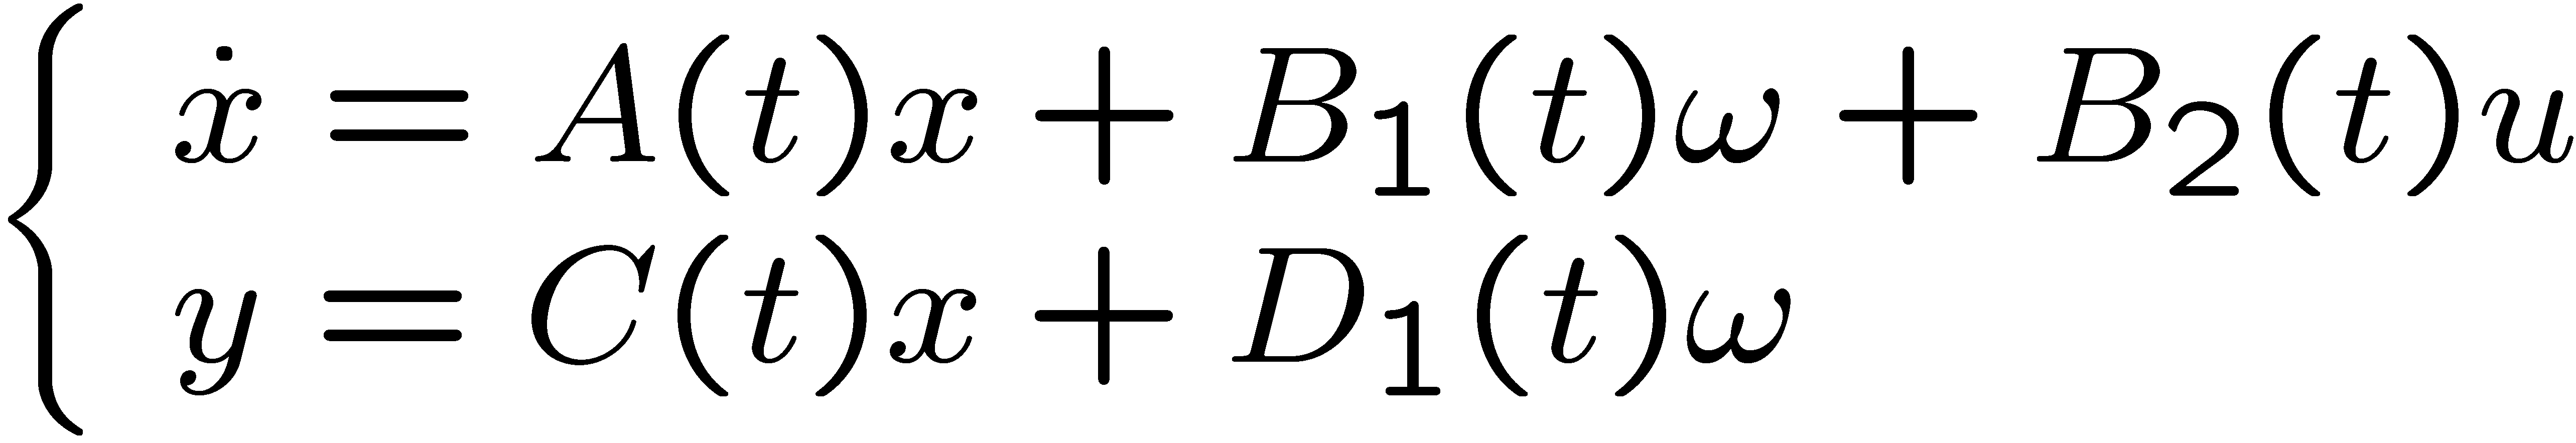 ẋ = A(t)x + B₁(t)ω + B₂(t)u
y = C(t)x + D₁(t)ω